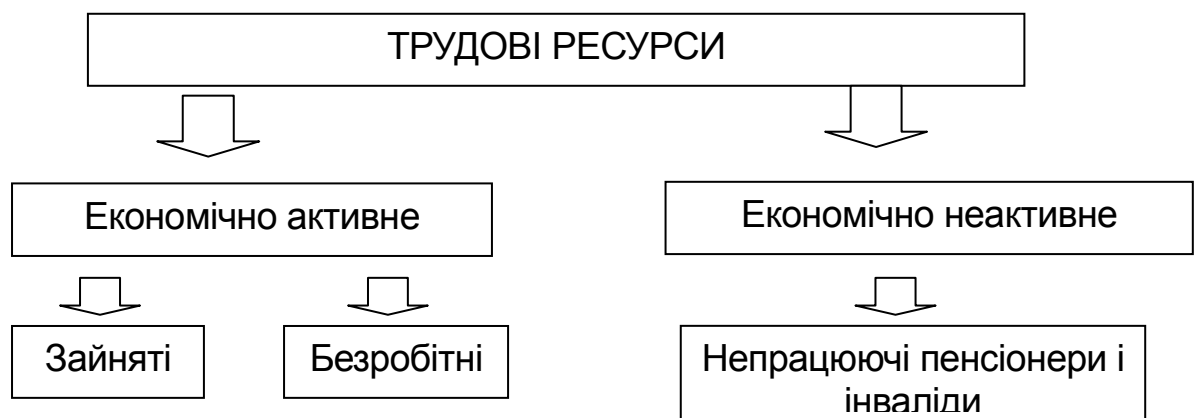 ТРУДОВІ РЕСУРСИ
Економічно активне
Економічно неактивне
Зайняті
Безробітні
Непрацюючі пенсіонери і
інваліди